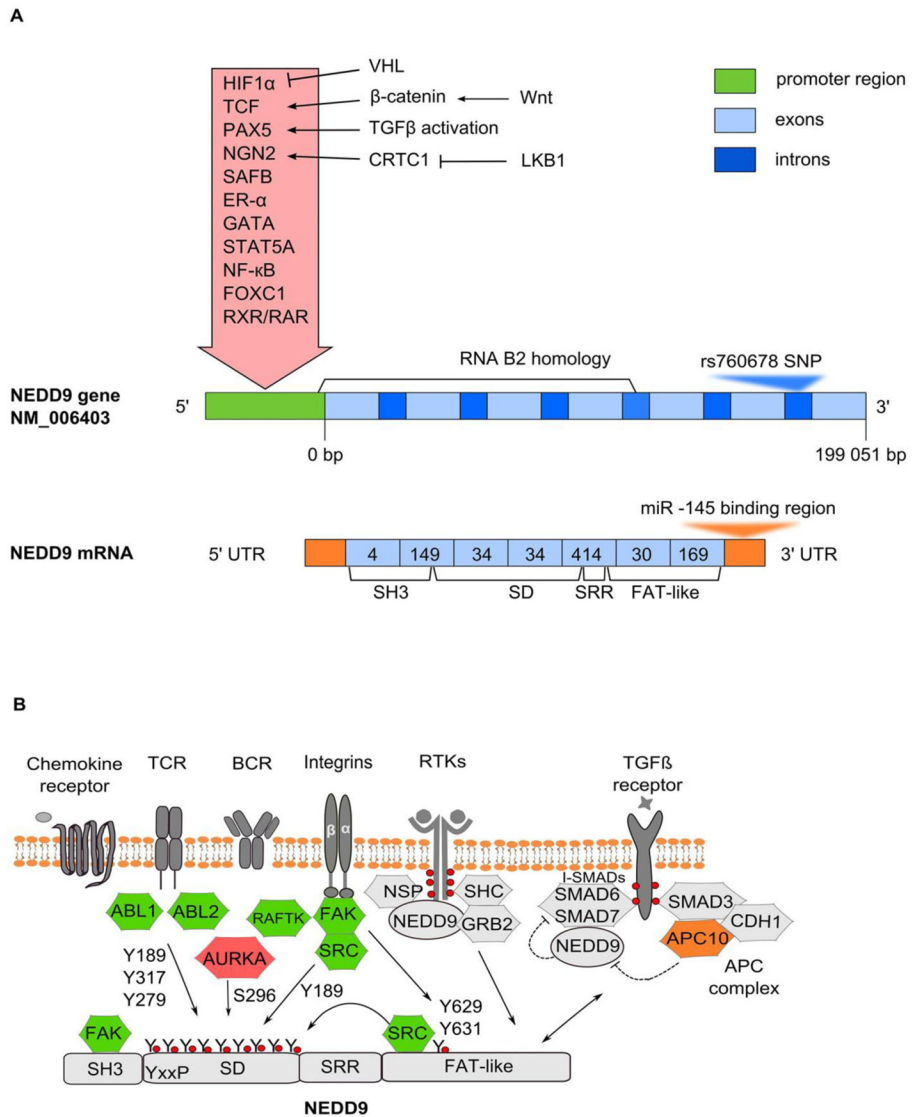 A
HIF1α
TCF
PAX5
NGN2
SAFB
ER-α
GATA
STAT5A
NF-κB
FOXC1
RXR/RAR
VHL
β-catenin
Wnt
TGFβ activation
CRTC1
LKB1
promoter region
exons
introns
RNA B2 homology
rs760678 SNP
NEDD9 gene
NM_006403
5'
3'
0 bp
199 051 bp
miR -145 binding region
NEDD9 mRNA
5' UTR
4
149
34
34
414
30
169
3' UTR
SH3
SD
SRR
FAT-like
B
Chemokine
receptor
TCR
BCR
Integrins
RTKs
TGFß
receptor
β
α
ABL1
ABL2
RAFTK
FAK
SRC
AURKA
NSP
SHC
NEDD9
GRB2
I-SMADs
SMAD6
SMAD7
NEDD9
SMAD3
CDH1
APC10
APC
complex
Y189
Y317
Y279
S296
Y189
Y629
Y631
FAK
SRC
Y Y Y Y Y Y Y Y Y
Y
SH3
YxxP
SD
SRR
FAT-like
NEDD9